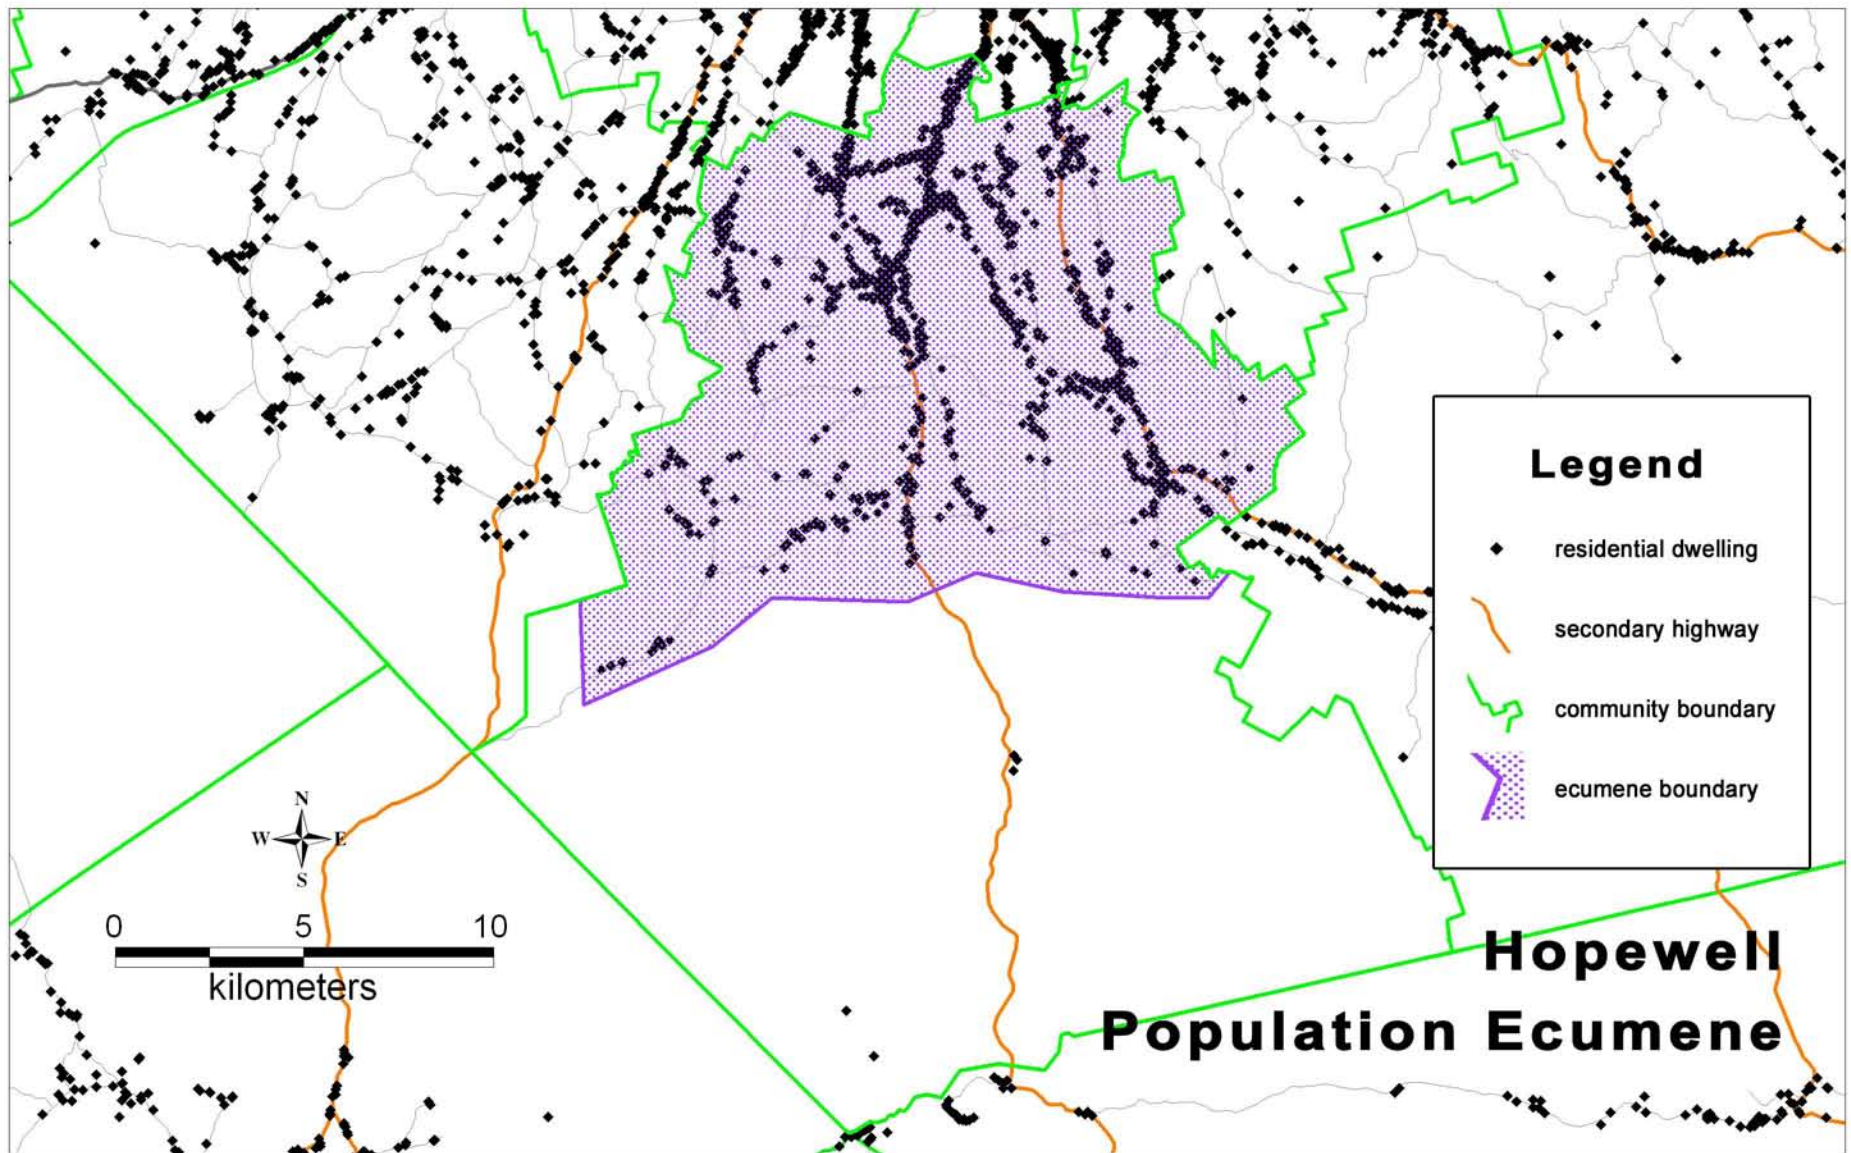 Legend
residential dwelling
secondary highway
community boundary
ecumene boundary
N
W E
S
0 5 10
kilometers
Hopewell
Population Ecumene